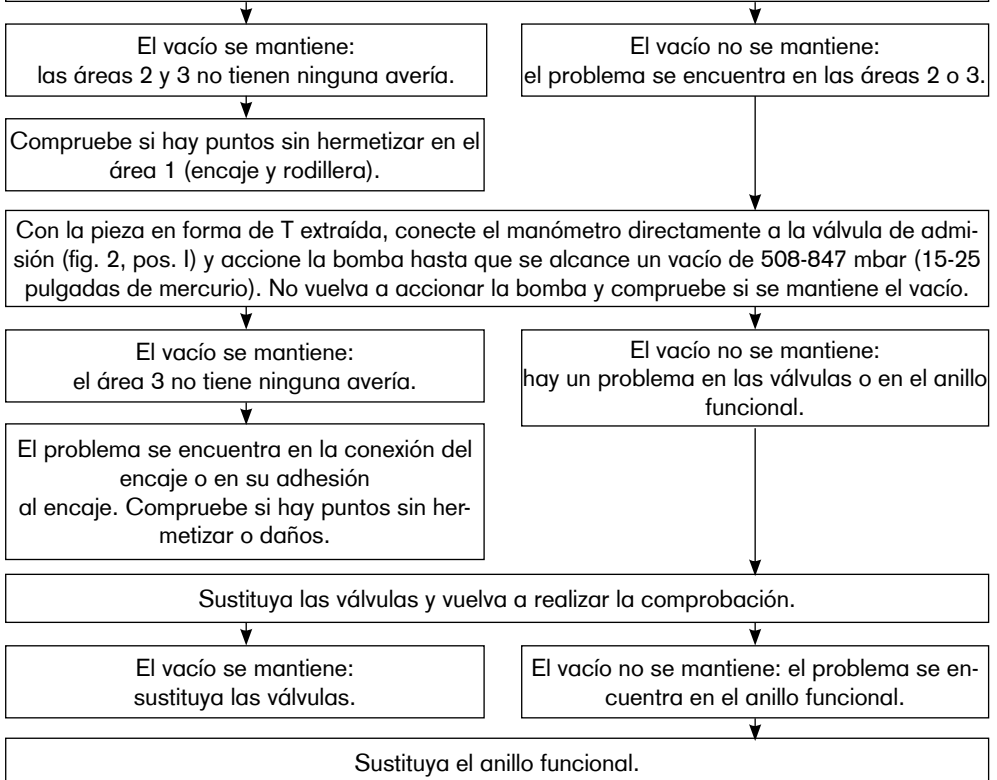 El vacío se mantiene:
las áreas 2 y 3 no tienen ninguna avería.
El vacío no se mantiene:
el problema se encuentra en las áreas 2 o 3.
Compruebe si hay puntos sin hermetizar en el
área 1 (encaje y rodillera).
Con la pieza en forma de T extraída, conecte el manómetro directamente a la válvula de admi-
sión (fig. 2, pos. I) y accione la bomba hasta que se alcance un vacío de 508-847 mbar (15-25
pulgadas de mercurio). No vuelva a accionar la bomba y compruebe si se mantiene el vacío.
El vacío se mantiene:
el área 3 no tiene ninguna avería.
El vacío no se mantiene:
hay un problema en las válvulas o en el anillo
funcional.
El problema se encuentra en la conexión del
encaje o en su adhesión
al encaje. Compruebe si hay puntos sin her-
metizar o daños.
Sustituya las válvulas y vuelva a realizar la comprobación.
El vacío se mantiene:
sustituya las válvulas.
El vacío no se mantiene: el problema se en-
cuentra en el anillo funcional.
Sustituya el anillo funcional.